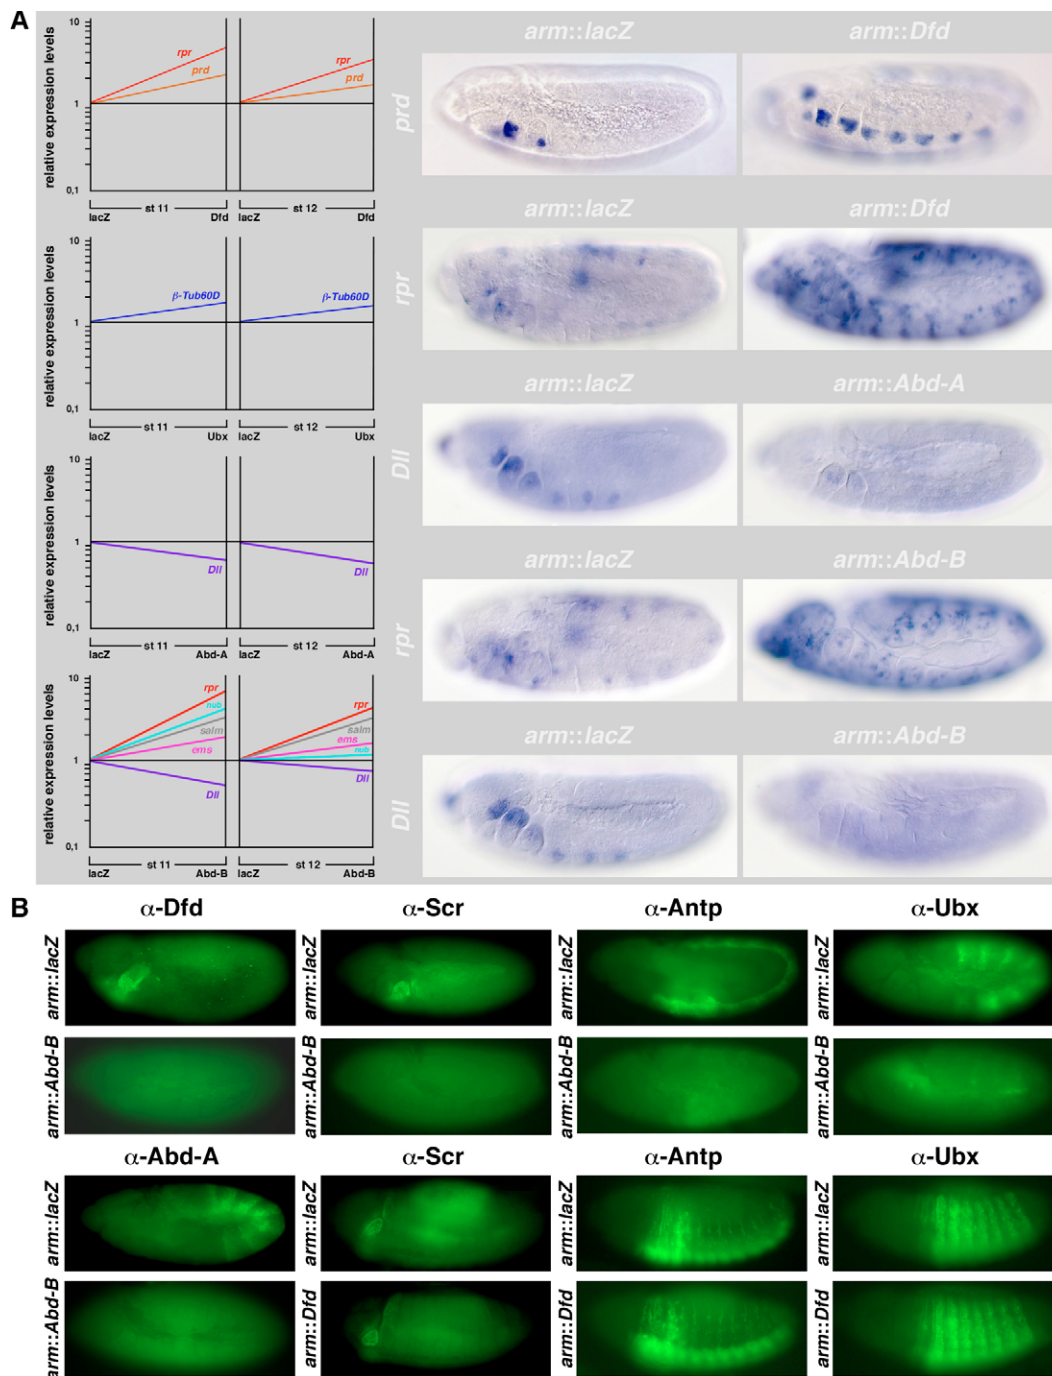 A
relative expression levels
10
1
0,1
rpr
prd
rpr
prd
st 11
st 12
lacZ
Dfd
lacZ
Dfd
relative expression levels
10
1
0,1
β-Tub60D
β-Tub60D
st 11
st 12
lacZ
Ubx
lacZ
Ubx
relative expression levels
10
1
0,1
Dll
Dll
st 11
st 12
lacZ
Abd-A
lacZ
Abd-A
relative expression levels
10
1
0,1
rpr
nub
salm
ems
Dll
rpr
salm
ems
nub
Dll
st 11
st 12
lacZ
Abd-B
lacZ
Abd-B
arm::lacZ
arm::Dfd
prd
arm::lacZ
arm::Dfd
rpr
arm::lacZ
arm::Abd-A
Dll
arm::lacZ
arm::Abd-B
rpr
arm::lacZ
arm::Abd-B
Dll
B
α-Dfd
α-Scr
α-Antp
α-Ubx
arm::lacZ
arm::lacZ
arm::lacZ
arm::lacZ
arm::Abd-B
arm::Abd-B
arm::Abd-B
arm::Abd-B
α-Abd-A
α-Scr
α-Antp
α-Ubx
arm::lacZ
arm::lacZ
arm::lacZ
arm::lacZ
arm::Abd-B
arm::Dfd
arm::Dfd
arm::Dfd